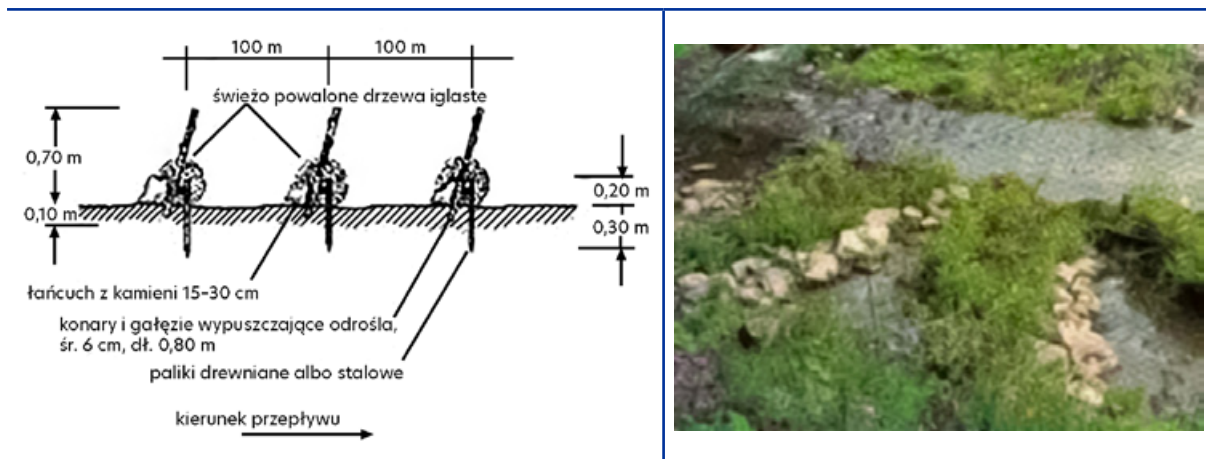 100 m 100 m
świeżo powalone drzewa iglaste
0,70 m
0,20 m
0,10 m
0,30 m
łańcuch z kamieni 15-30 cm
konary i gałęzie wypuszczające odrośla,
śr. 6 cm, dł. 0,80 m
paliki drewniane albo stalowe
kierunek przepływu